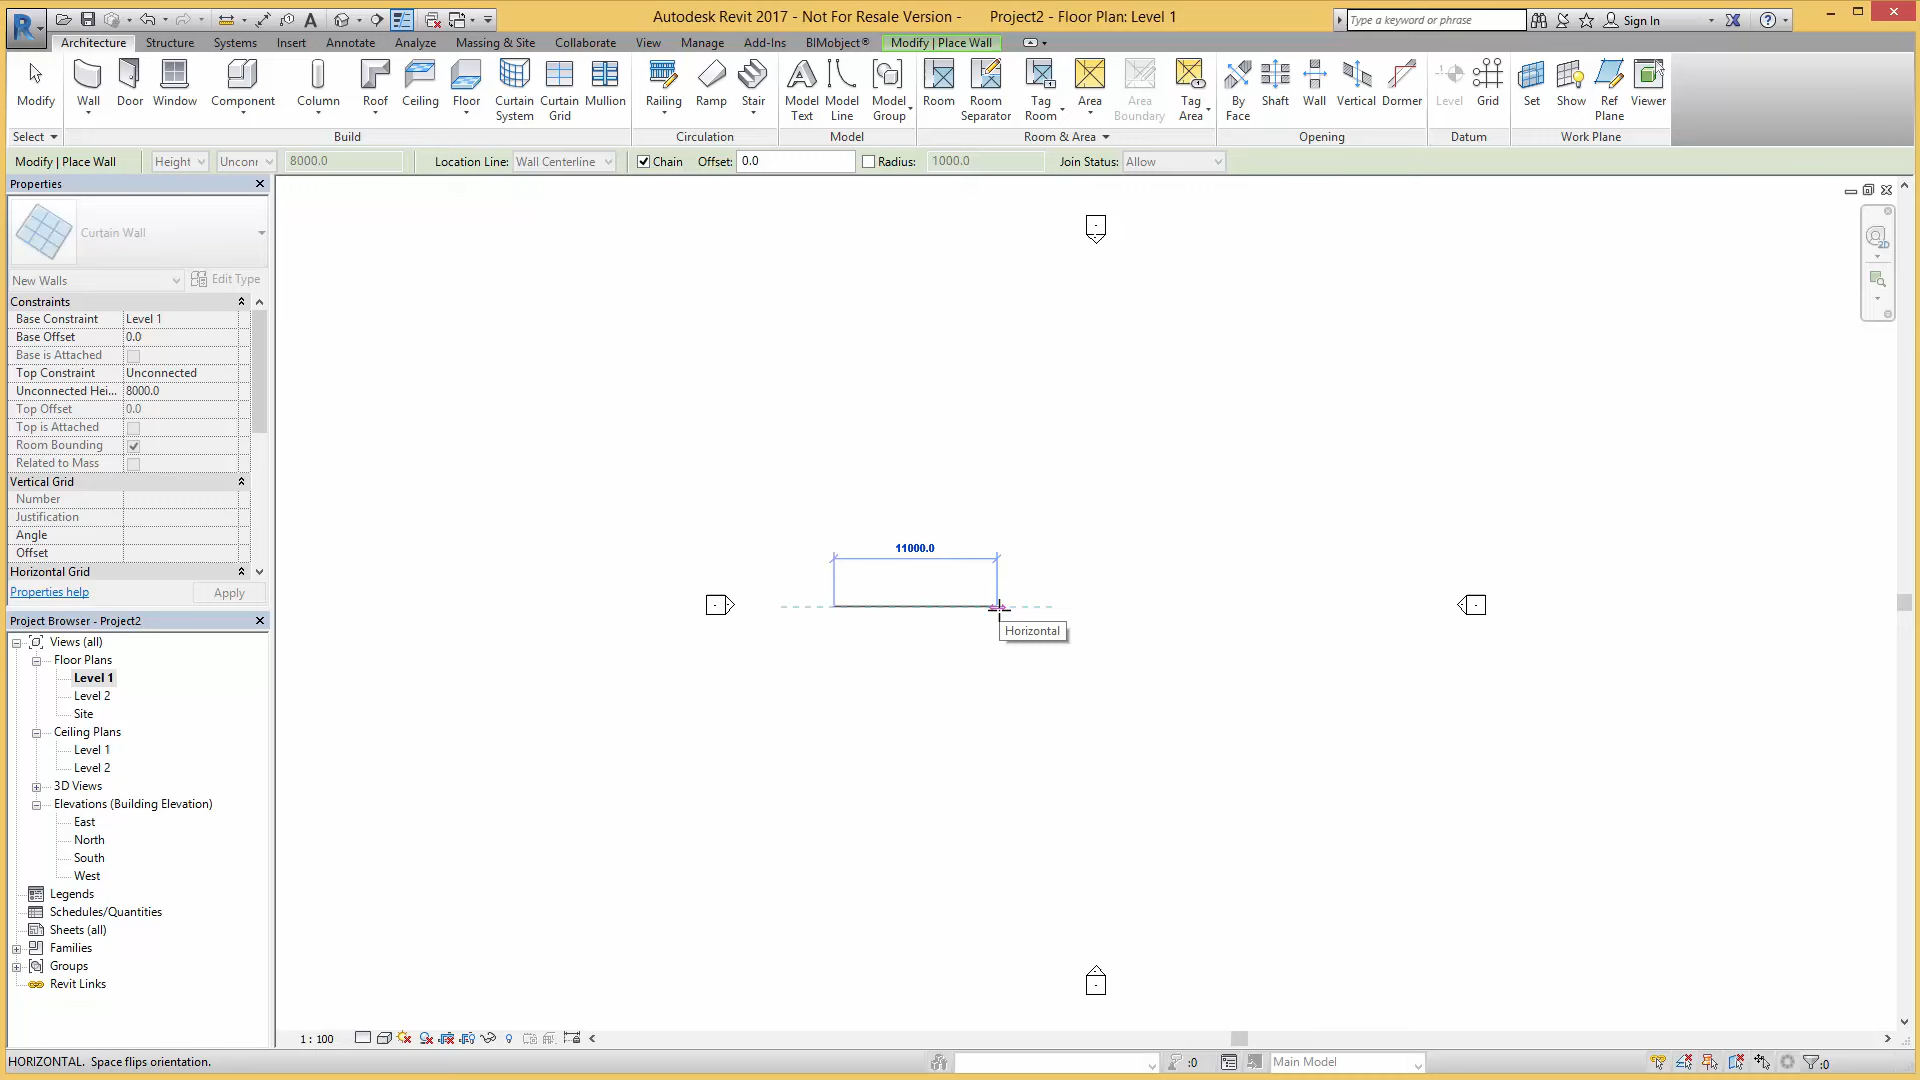 Autodesk Revit 2017 - Not For Resale Version - Project2 - Floor Plan: Level 1
Type a keyword or phrase
Sign In
Architecture Structure Systems Insert Annotate Analyze Massing & Site Collaborate View Manage Add-Ins BIMobject® Modify | Place Wall
Modify Wall Door Window Component Column Roof Ceiling Floor Curtain System Curtain Grid Mullion Railing Ramp Stair Model Text Model Line Model Group Room Room Separator Tag Room Area Area Boundary Tag Area By Face Shaft Wall Vertical Dormer Level Grid Set Show Ref Plane Viewer
Select Build Circulation Model Room & Area Opening Datum Work Plane
Modify | Place Wall Height Unconr 8000.0 Location Line: Wall Centerline Chain Offset: 0.0 Radius: 1000.0 Join Status: Allow
Properties
Curtain Wall
New Walls Edit Type
Constraints
Base Constraint Level 1
Base Offset 0.0
Base is Attached
Top Constraint Unconnected
Unconnected Hei... 8000.0
Top Offset 0.0
Top is Attached
Room Bounding
Related to Mass
Vertical Grid
Number
Justification
Angle
Offset
Horizontal Grid
Properties help Apply
Project Browser - Project2
Views (all)
Floor Plans
Level 1
Level 2
Site
Ceiling Plans
Level 1
Level 2
3D Views
Elevations (Building Elevation)
East
North
South
West
Legends
Schedules/Quantities
Sheets (all)
Families
Groups
Revit Links
2D
11000.0
Horizontal
1 : 100
HORIZONTAL. Space flips orientation.
:0
Main Model
:0